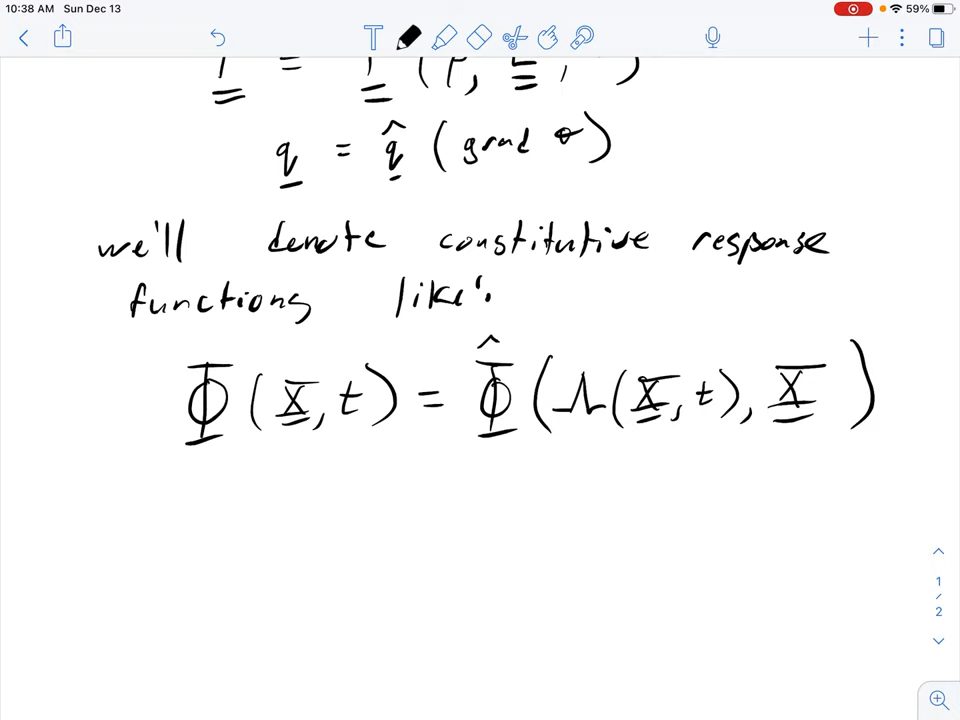 10:38 AM Sun Dec 13 59%
T
= (ρ, , )
q = q̂ (grad θ)
we'll denote constitutive response
functions like:
Φ(X, t) = Φ̂(Λ(X, t), X)
1
/
2